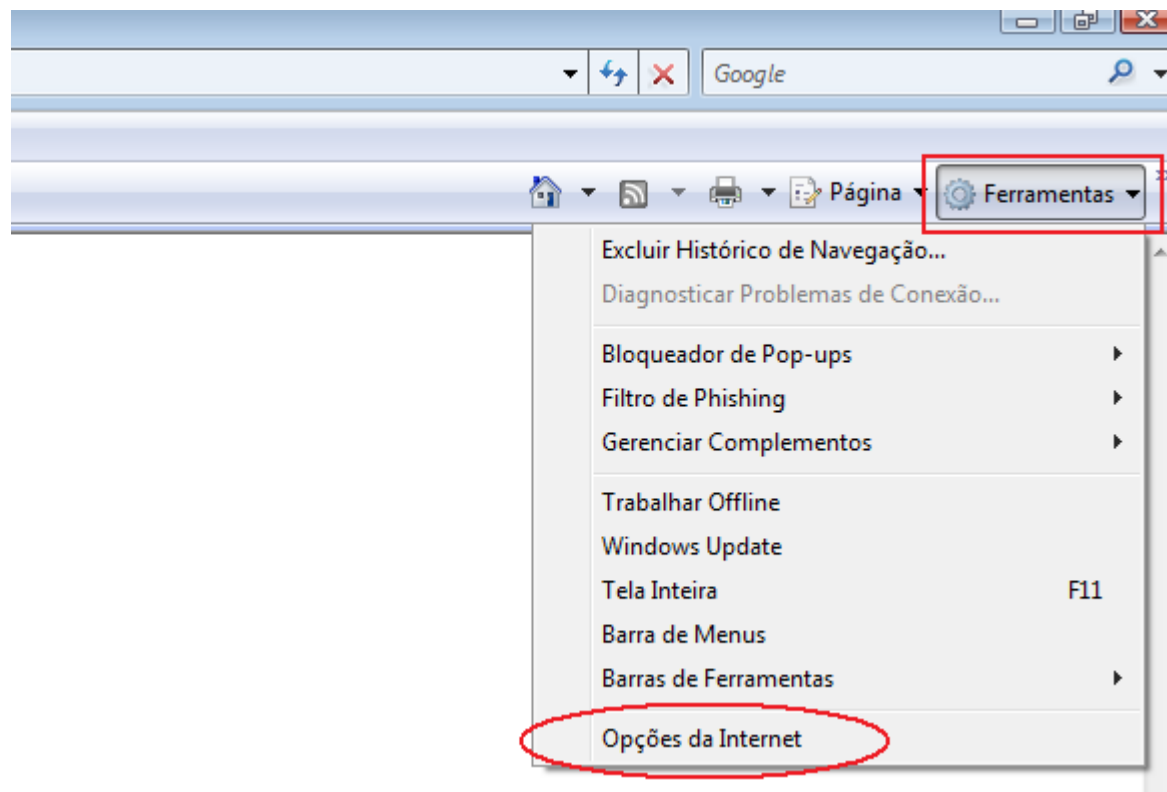 Google
Página
Ferramentas
Excluir Histórico de Navegação...
Diagnosticar Problemas de Conexão...
Bloqueador de Pop-ups
Filtro de Phishing
Gerenciar Complementos
Trabalhar Offline
Windows Update
Tela Inteira F11
Barra de Menus
Barras de Ferramentas
Opções da Internet